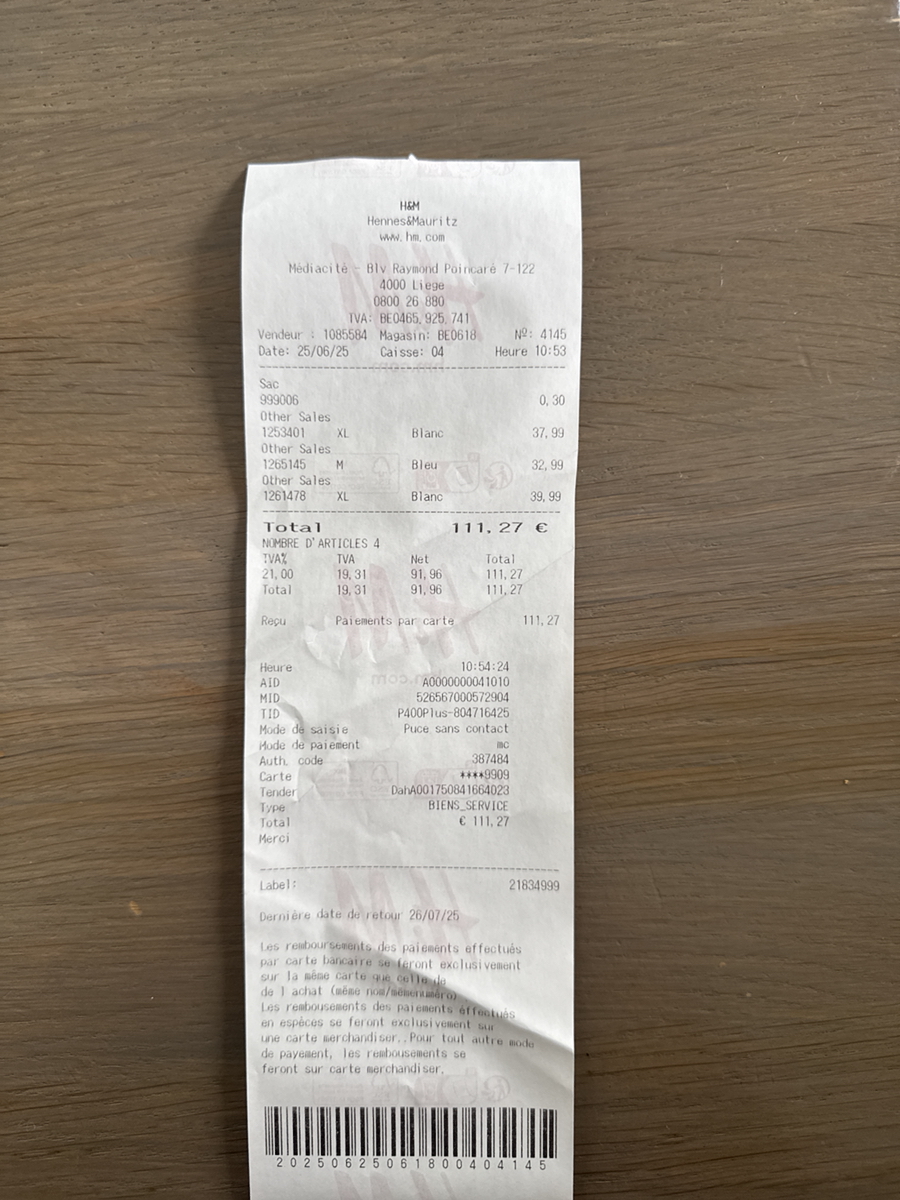 H&M
Hennes&Mauritz
www.hm.com
Médiacité - Blv Raymond Poincaré 7-122
4000 Liege
0800 26 880
TVA: BE0465.925.741
Vendeur : 1085584 Magasin: BE0618 Nº: 4145
Date: 25/06/25 Caisse: 04 Heure 10:53
Sac
999006 0,30
Other Sales
1253401 XL Blanc 37,99
Other Sales
1265145 M Bleu 32,99
Other Sales
1261478 XL Blanc 39,99
Total 111,27 €
NOMBRE D'ARTICLES 4
TVA% TVA Net Total
21,00 19,31 91,96 111,27
Total 19,31 91,96 111,27
Reçu Paiements par carte 111,27
Heure 10:54:24
AID A0000000041010
MID 526567000572904
TID P400Plus-804716425
Mode de saisie Puce sans contact
Mode de paiement mc
Auth. code 387484
Carte ****9909
Tender DahA001750841664023
Type BIENS_SERVICE
Total € 111,27
Merci
Label: 21834999
Dernière date de retour 26/07/25
Les remboursements des paiements effectués
par carte bancaire se feront exclusivement
sur la même carte que celle de
de l achat (même nom/mêmenuméro)
Les rembousements des paiements effectués
en espèces se feront exclusivement sur
une carte merchandiser..Pour tout autre mode
de payement, les rembousements se
feront sur carte merchandiser.
20250625061800404145